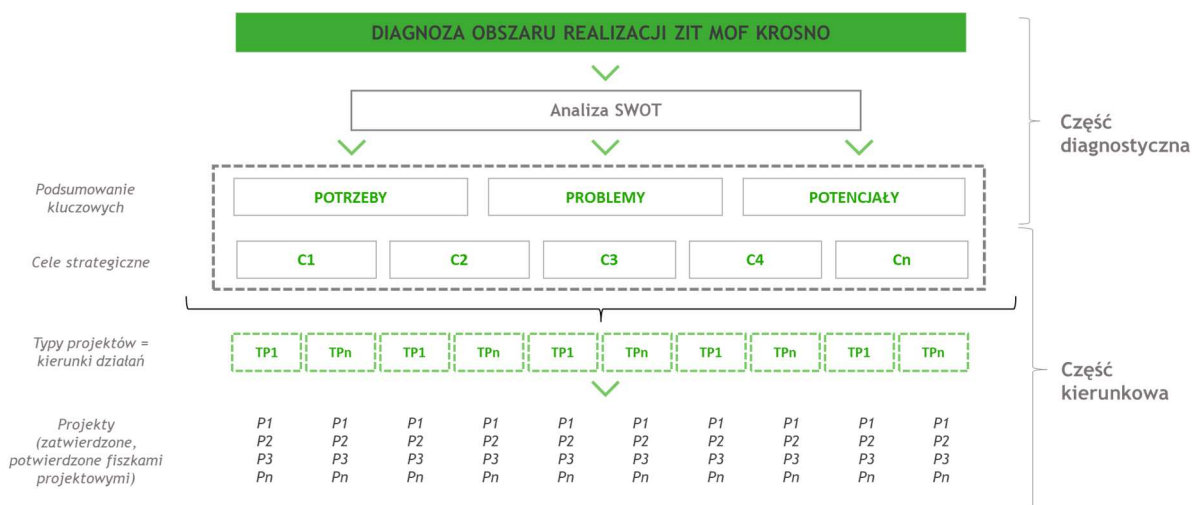 DIAGNOZA OBSZARU REALIZACJI ZIT MOF KROSNO
Analiza SWOT
Część
diagnostyczna
Podsumowanie
kluczowych
POTRZEBY PROBLEMY POTENCJAŁY
Cele strategiczne
C1 C2 C3 C4 Cn
Typy projektów =
kierunki działań
TP1 TPn TP1 TPn TP1 TPn TP1 TPn TP1 TPn
Część
kierunkowa
Projekty
(zatwierdzone,
potwierdzone fiszkami
projektowymi)
P1 P1 P1 P1 P1 P1 P1 P1 P1 P1
P2 P2 P2 P2 P2 P2 P2 P2 P2 P2
P3 P3 P3 P3 P3 P3 P3 P3 P3 P3
Pn Pn Pn Pn Pn Pn Pn Pn Pn Pn